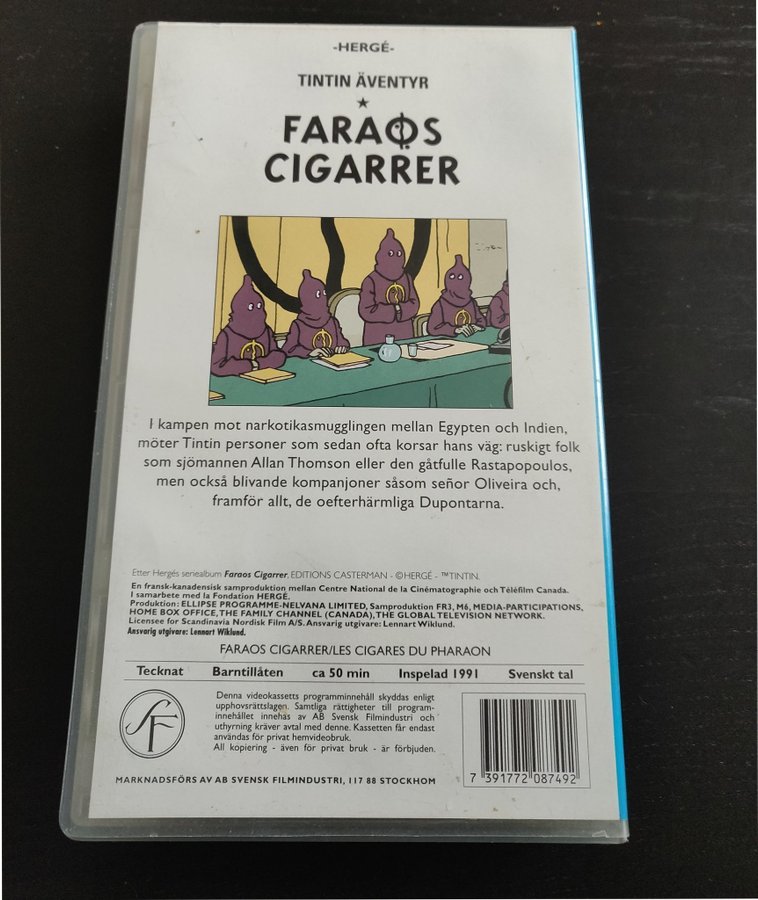 -HERGÉ-
TINTIN ÄVENTYR
FARAOS
CIGARRER
I kampen mot narkotikasmugglingen mellan Egypten och Indien,
möter Tintin personer som sedan ofta korsar hans väg: ruskigt folk
som sjömannen Allan Thomson eller den gåtfulle Rastapopoulos,
men också blivande kompanjoner såsom señor Oliveira och,
framför allt, de oefterhärmliga Dupontarna.
Etter Hergés seriealbum Faraos Cigarrer. EDITIONS CASTERMAN - ©HERGÉ - ™TINTIN.
En fransk-kanadensisk samproduktion mellan Centre National de la Cinématographie och Téléfilm Canada.
I samarbete med la Fondation HERGÉ.
Produktion: ELLIPSE PROGRAMME-NELVANA LIMITED, Samproduktion FR3, M6, MEDIA-PARTICIPATIONS,
HOME BOX OFFICE, THE FAMILY CHANNEL (CANADA), THE GLOBAL TELEVISION NETWORK.
Licensee for Scandinavia Nordisk Film A/S. Ansvarig utgivare: Lennart Wiklund.
Ansvarig utgivare: Lennart Wiklund.
FARAOS CIGARRER/LES CIGARES DU PHARAON
Tecknat Barntillåten ca 50 min Inspelad 1991 Svenskt tal
SF
Denna videokassetts programinnehåll skyddas enligt
upphovsrättslagen. Samtliga rättigheter till program-
innehållet innehas av AB Svensk Filmindustri och
uthyrning kräver avtal med denne. Kassetten får endast
användas för privat hemvideobruk.
All kopiering - även för privat bruk - är förbjuden.
7 391772 087492
MARKNADSFÖRS AV AB SVENSK FILMINDUSTRI, 117 88 STOCKHOM